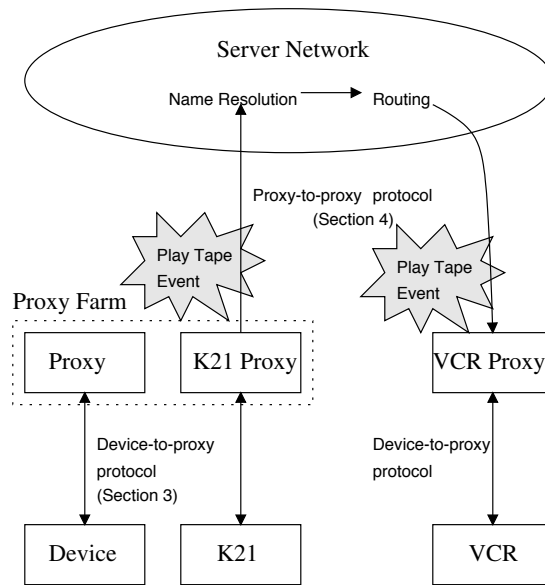 Server Network
Name Resolution
Routing
Proxy-to-proxy protocol
(Section 4)
Play Tape
Event
Play Tape
Event
Proxy Farm
Proxy
K21 Proxy
VCR Proxy
Device-to-proxy
protocol
(Section 3)
Device-to-proxy
protocol
Device
K21
VCR